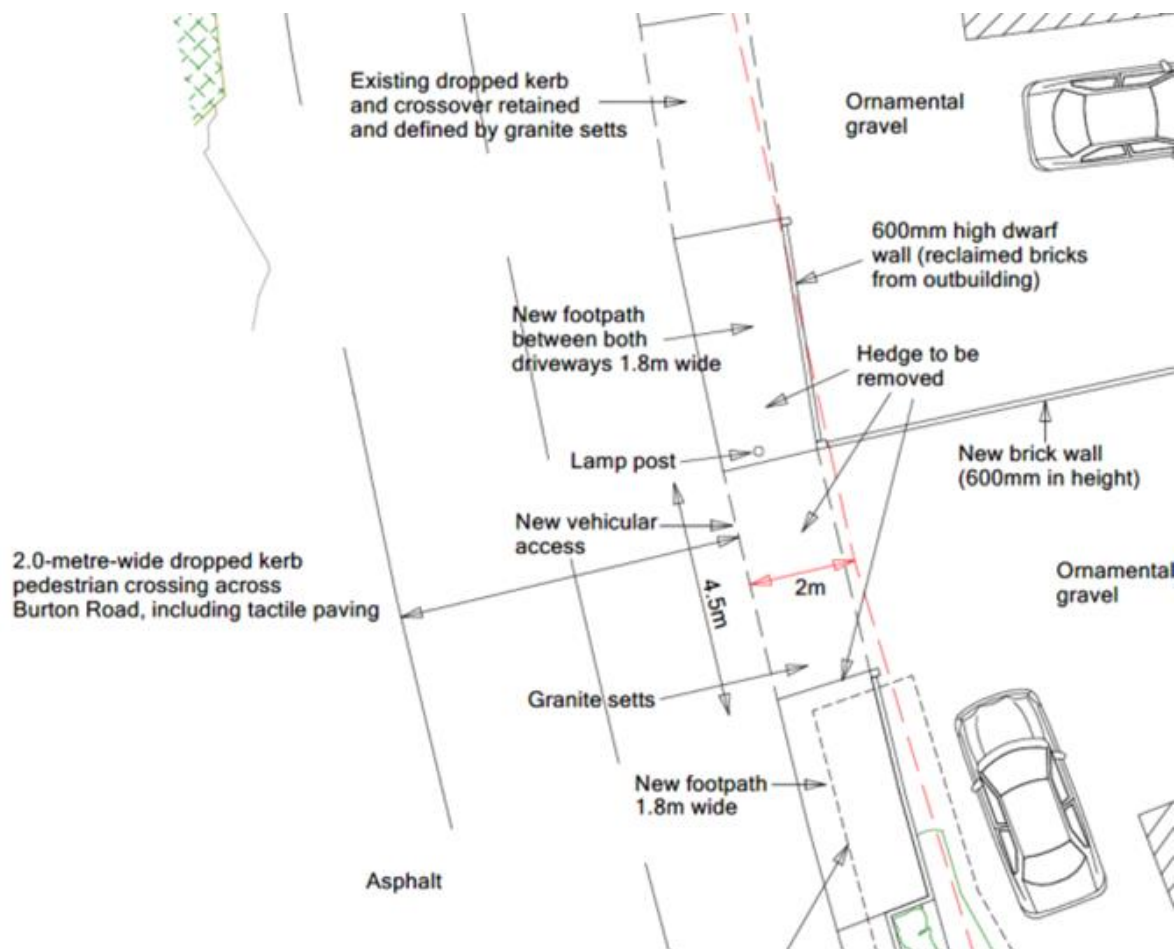 Existing dropped kerb
and crossover retained
and defined by granite setts
Ornamental
gravel
600mm high dwarf
wall (reclaimed bricks
from outbuilding)
New footpath
between both
driveways 1.8m wide
Hedge to be
removed
Lamp post
New brick wall
(600mm in height)
New vehicular
access
2.0-metre-wide dropped kerb
pedestrian crossing across
Burton Road, including tactile paving
4.5m
2m
Ornamental
gravel
Granite setts
New footpath
1.8m wide
Asphalt